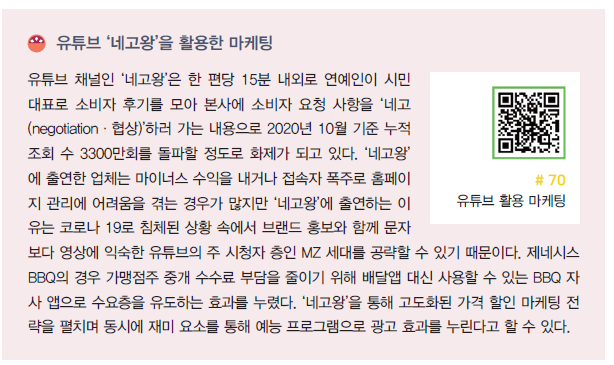 유튜브 '네고왕'을 활용한 마케팅
유튜브 채널인 '네고왕'은 한 편당 15분 내외로 연예인이 시민
대표로 소비자 후기를 모아 본사에 소비자 요청 사항을 '네고
(negotiation · 협상)'하러 가는 내용으로 2020년 10월 기준 누적
조회 수 3300만회를 돌파할 정도로 화제가 되고 있다. '네고왕'
에 출연한 업체는 마이너스 수익을 내거나 접속자 폭주로 홈페이
지 관리에 어려움을 겪는 경우가 많지만 '네고왕'에 출연하는 이
유는 코로나 19로 침체된 상황 속에서 브랜드 홍보와 함께 문자
보다 영상에 익숙한 유튜브의 주 시청자 층인 MZ 세대를 공략할 수 있기 때문이다. 제네시스
BBQ의 경우 가맹점주 중개 수수료 부담을 줄이기 위해 배달앱 대신 사용할 수 있는 BBQ 자
사 앱으로 수요층을 유도하는 효과를 누렸다. '네고왕'을 통해 고도화된 가격 할인 마케팅 전
략을 펼치며 동시에 재미 요소를 통해 예능 프로그램으로 광고 효과를 누린다고 할 수 있다.
# 70
유튜브 활용 마케팅